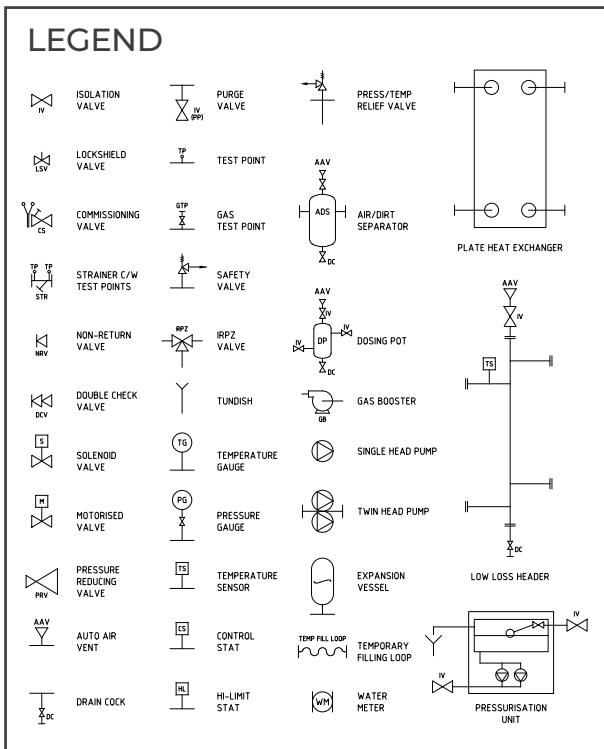 LEGEND
IV
ISOLATION
VALVE
LSV
LOCKSHIELD
VALVE
CS
COMMISSIONING
VALVE
TP TP
STR
STRAINER C/W
TEST POINTS
NRV
NON-RETURN
VALVE
DCV
DOUBLE CHECK
VALVE
S
SOLENOID
VALVE
M
MOTORISED
VALVE
PRV
PRESSURE
REDUCING
VALVE
AAV
AUTO AIR
VENT
DC
DRAIN COCK
IV
(PP)
PURGE
VALVE
TP
TEST POINT
GTP
GAS
TEST POINT
SAFETY
VALVE
RPZ
IRPZ
VALVE
TUNDISH
TG
TEMPERATURE
GAUGE
PG
PRESSURE
GAUGE
TS
TEMPERATURE
SENSOR
CS
CONTROL
STAT
HL
HI-LIMIT
STAT
PRESS/TEMP
RELIEF VALVE
AAV
ADS
DC
AIR/DIRT
SEPARATOR
AAV
IV
IV
DP
IV
DC
DOSING POT
GB
GAS BOOSTER
SINGLE HEAD PUMP
TWIN HEAD PUMP
EXPANSION
VESSEL
TEMP FILL LOOP
TEMPORARY
FILLING LOOP
WM
WATER
METER
PLATE HEAT EXCHANGER
AAV
IV
TS
DC
LOW LOSS HEADER
IV
IV
PRESSURISATION
UNIT